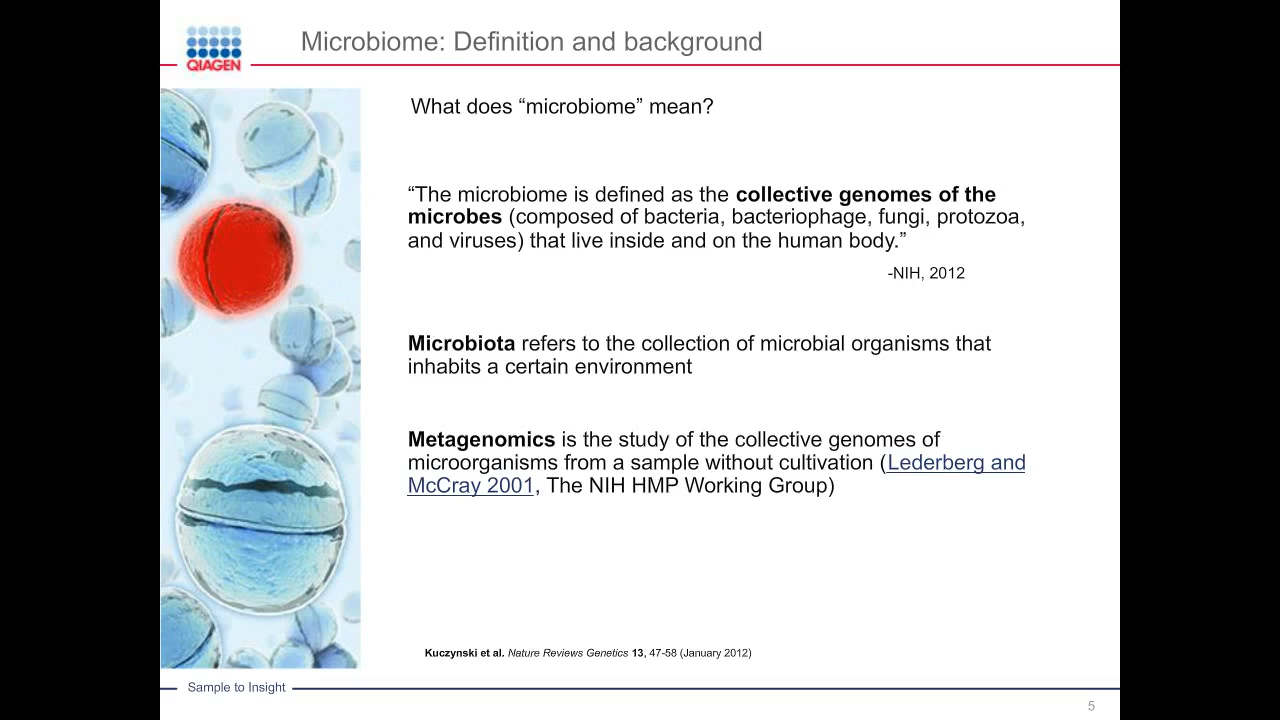 QIAGEN
Microbiome: Definition and background
What does “microbiome” mean?
“The microbiome is defined as the collective genomes of the
microbes (composed of bacteria, bacteriophage, fungi, protozoa,
and viruses) that live inside and on the human body.”
-NIH, 2012
Microbiota refers to the collection of microbial organisms that
inhabits a certain environment
Metagenomics is the study of the collective genomes of
microorganisms from a sample without cultivation (Lederberg and
McCray 2001, The NIH HMP Working Group)
Kuczynski et al. Nature Reviews Genetics 13, 47-58 (January 2012)
Sample to Insight
5